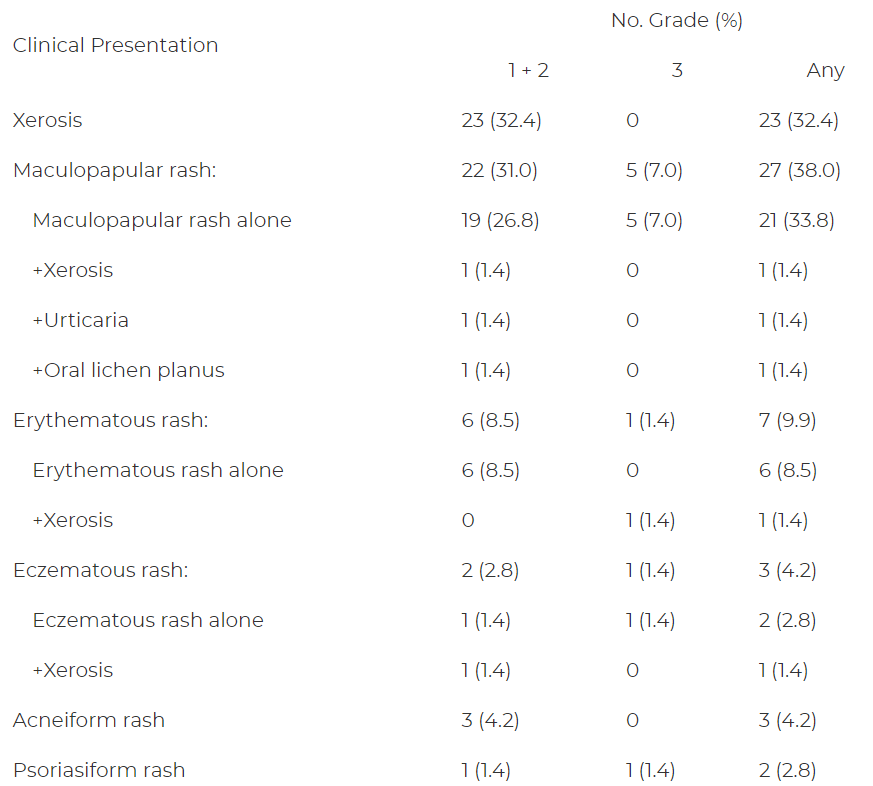 No. Grade (%)
Clinical Presentation
1 + 2 3 Any
Xerosis 23 (32.4) 0 23 (32.4)
Maculopapular rash: 22 (31.0) 5 (7.0) 27 (38.0)
Maculopapular rash alone 19 (26.8) 5 (7.0) 21 (33.8)
+Xerosis 1 (1.4) 0 1 (1.4)
+Urticaria 1 (1.4) 0 1 (1.4)
+Oral lichen planus 1 (1.4) 0 1 (1.4)
Erythematous rash: 6 (8.5) 1 (1.4) 7 (9.9)
Erythematous rash alone 6 (8.5) 0 6 (8.5)
+Xerosis 0 1 (1.4) 1 (1.4)
Eczematous rash: 2 (2.8) 1 (1.4) 3 (4.2)
Eczematous rash alone 1 (1.4) 1 (1.4) 2 (2.8)
+Xerosis 1 (1.4) 0 1 (1.4)
Acneiform rash 3 (4.2) 0 3 (4.2)
Psoriasiform rash 1 (1.4) 1 (1.4) 2 (2.8)